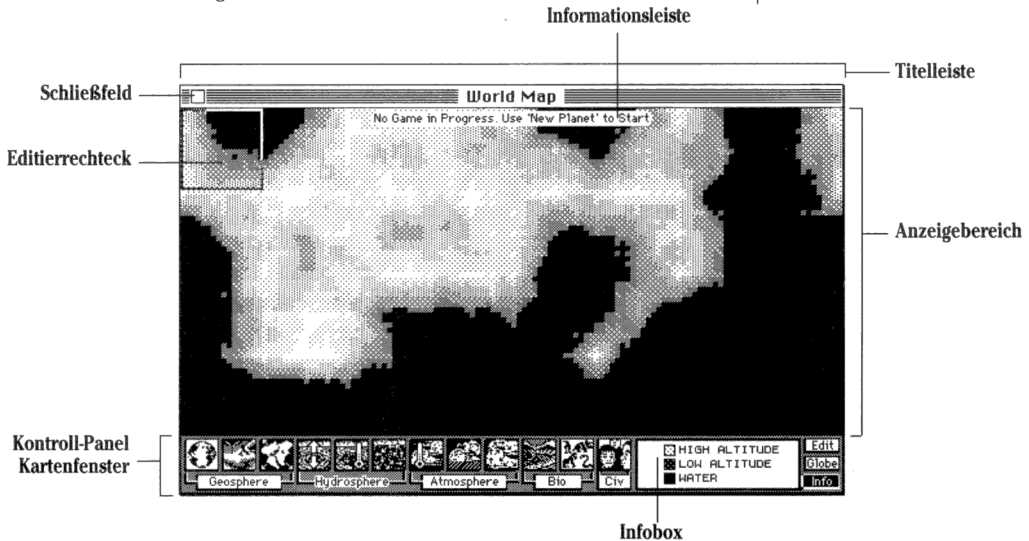 Informationsleiste
Titelleiste
Schließfeld
World Map
No Game in Progress. Use 'New Planet' to Start
Editierrechteck
Anzeigebereich
Kontroll-Panel
Kartenfenster
HIGH ALTITUDE
LOW ALTITUDE
WATER
Edit
Globe
Info
Geosphere
Hydrosphere
Atmosphere
Bio
Civ
Infobox